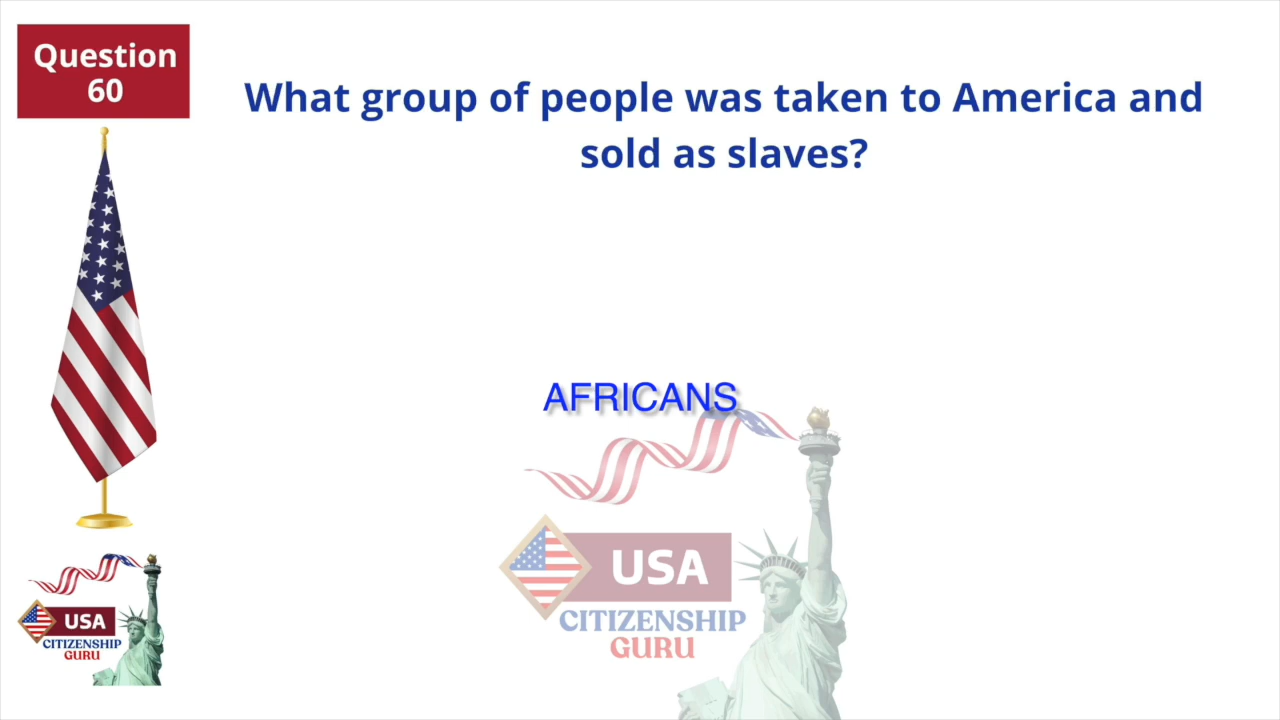 Question
60
What group of people was taken to America and
sold as slaves?
AFRICANS
USA
CITIZENSHIP
GURU
USA
CITIZENSHIP
GURU